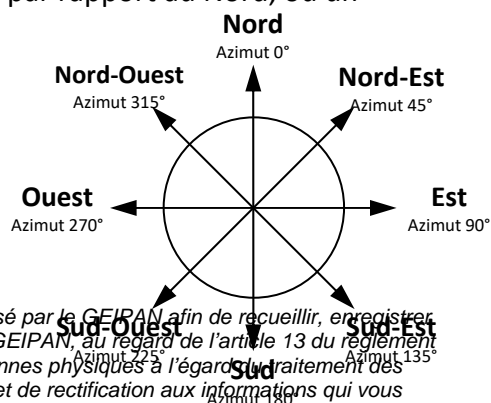 par rapport au Nord, ou un
Nord
Azimut 0°
Nord-Ouest
Azimut 315°
Nord-Est
Azimut 45°
Ouest
Azimut 270°
Est
Azimut 90°
sé par le GEIPAN afin de recueillir, enregistrer
Sud-Ouest
Sud-Est
GEIPAN, au regard de l'article 13 du règlement
Azimut 225°
Azimut 135°
nnes physiques à l'égard du traitement des
Sud
et de rectification aux informations qui vous
Azimut 180°